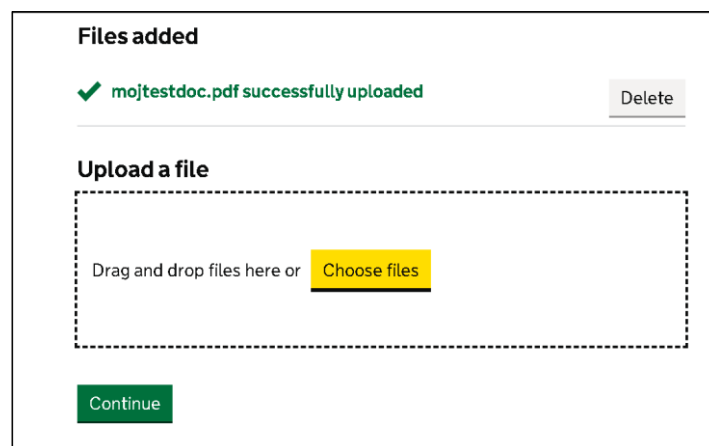 Files added
mojtestdoc.pdf successfully uploaded
Delete
Upload a file
Drag and drop files here or
Choose files
Continue